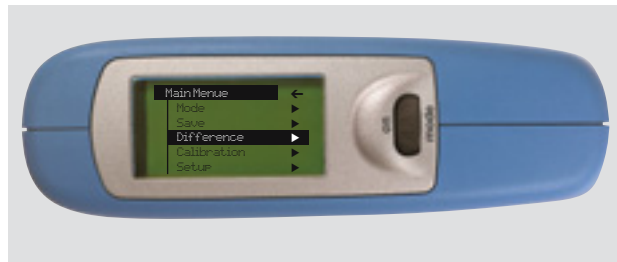 Main Menue
Mode
Save
Difference
Calibration
Setup
on
mode